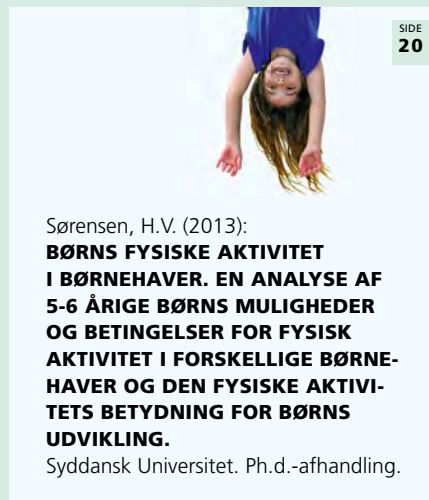 SIDE
20
Sørensen, H.V. (2013):
BØRNS FYSISKE AKTIVITET
I BØRNEHAVER. EN ANALYSE AF
5-6 ÅRIGE BØRNS MULIGHEDER
OG BETINGELSER FOR FYSISK
AKTIVITET I FORSKELLIGE BØRNE-
HAVER OG DEN FYSISKE AKTIVI-
TETS BETYDNING FOR BØRNS
UDVIKLING.
Syddansk Universitet. Ph.d.-afhandling.